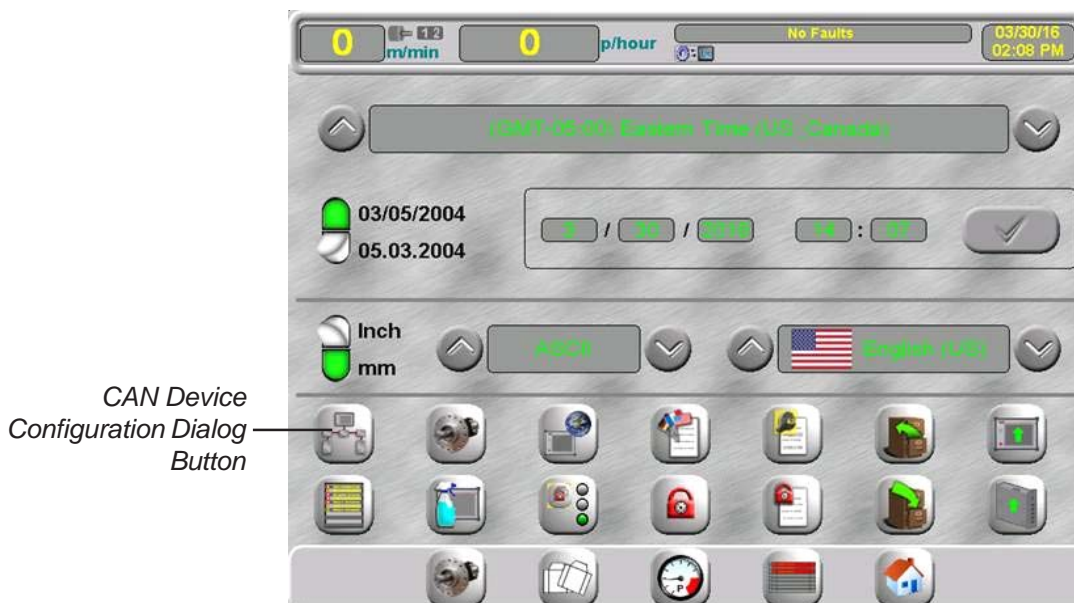 0 12 m/min 0 p/hour No Faults 03/30/16
02:08 PM
(GMT-05:00) Eastern Time (US, Canada)
03/05/2004
05.03.2004
3 / 30 / 2016 14 : 07
Inch
mm
ASCII English (US)
CAN Device
Configuration Dialog
Button
P